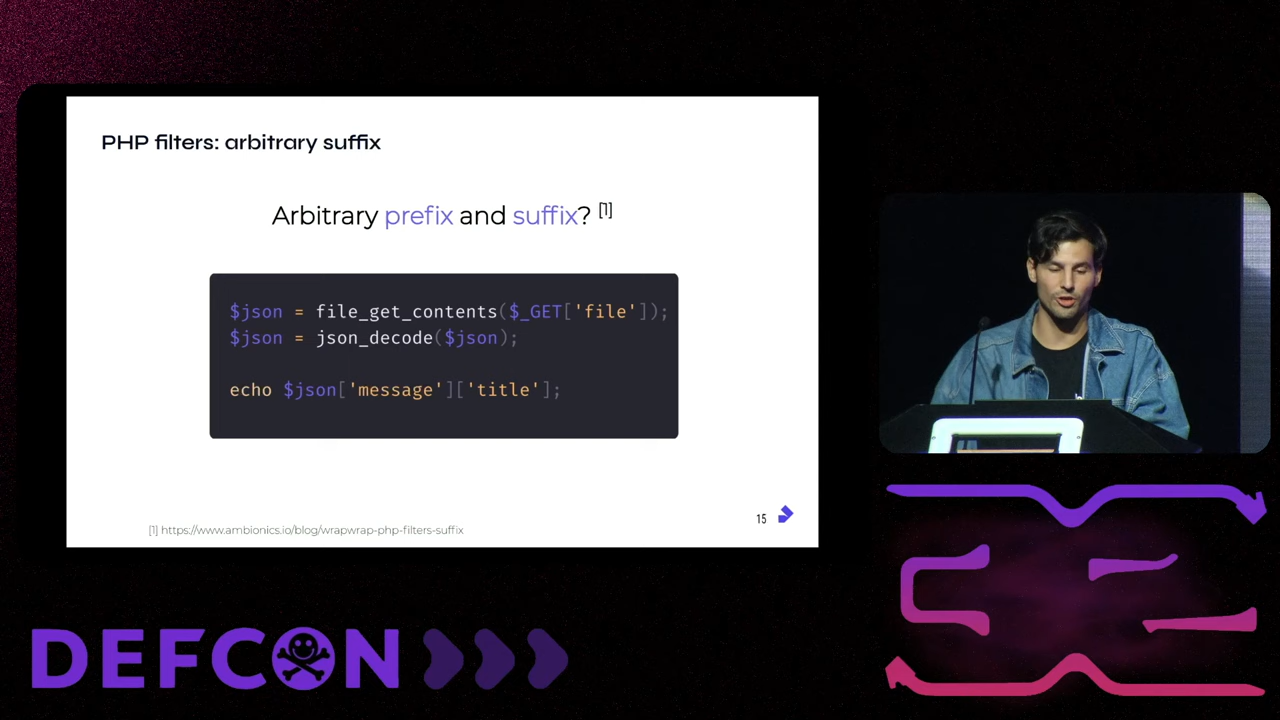 PHP filters: arbitrary suffix
Arbitrary prefix and suffix? [1]
$json = file_get_contents($_GET['file']);
$json = json_decode($json);
echo $json['message']['title'];
[1] https://www.ambionics.io/blog/wrapwrap-php-filters-suffix
15
DEFCON